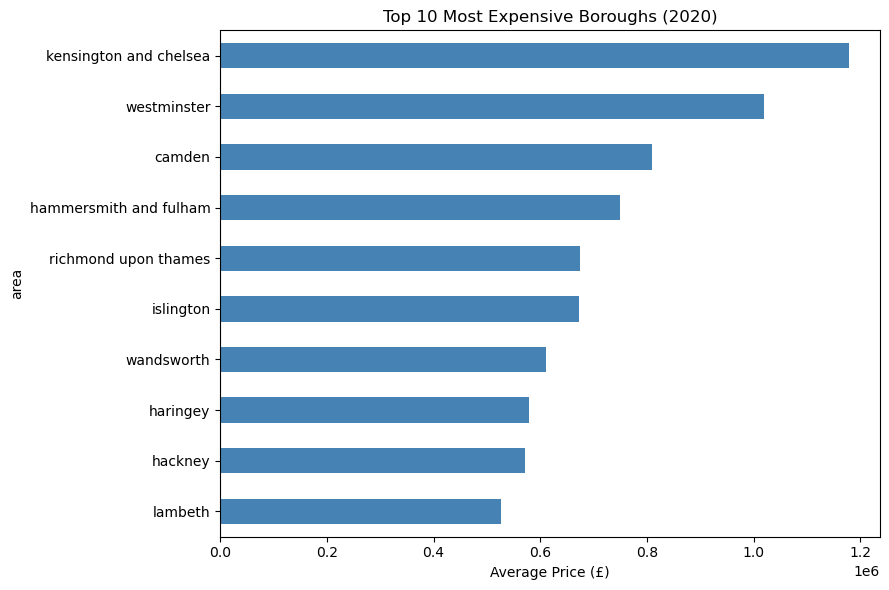 Top 10 Most Expensive Boroughs (2020)
kensington and chelsea
westminster
camden
hammersmith and fulham
richmond upon thames
islington
wandsworth
haringey
hackney
lambeth
area
0.0 0.2 0.4 0.6 0.8 1.0 1.2
1e6
Average Price (£)